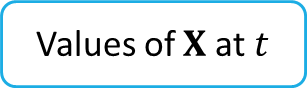 Values of 𝐗 at 𝑡